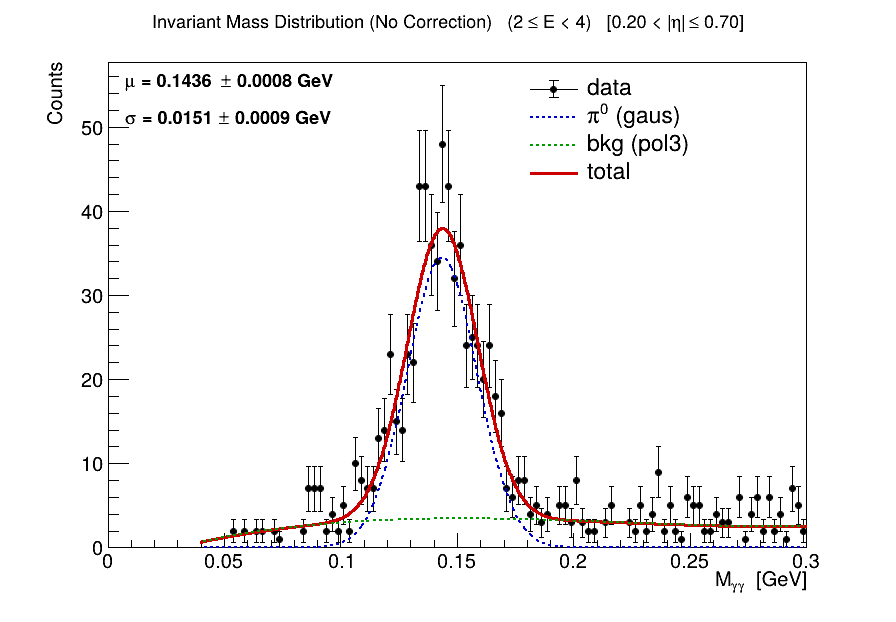 Invariant Mass Distribution (No Correction) (2 ≤ E < 4) [0.20 < |η| ≤ 0.70]
μ = 0.1436 ± 0.0008 GeV
σ = 0.0151 ± 0.0009 GeV
data
π⁰ (gaus)
bkg (pol3)
total
Counts
50
40
30
20
10
0
0 0.05 0.1 0.15 0.2 0.25 0.3
M_γγ [GeV]